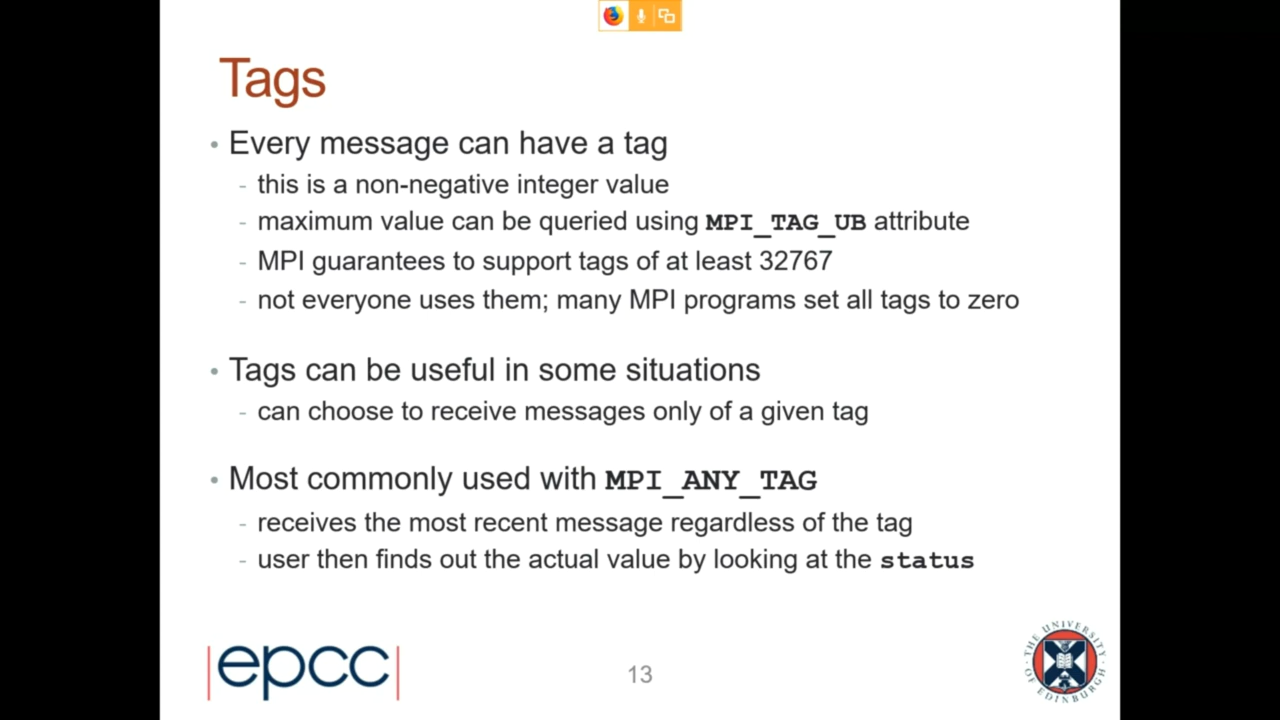 Tags
• Every message can have a tag
- this is a non-negative integer value
- maximum value can be queried using MPI_TAG_UB attribute
- MPI guarantees to support tags of at least 32767
- not everyone uses them; many MPI programs set all tags to zero
• Tags can be useful in some situations
- can choose to receive messages only of a given tag
• Most commonly used with MPI_ANY_TAG
- receives the most recent message regardless of the tag
- user then finds out the actual value by looking at the status
epcc
13
THE UNIVERSITY OF EDINBURGH